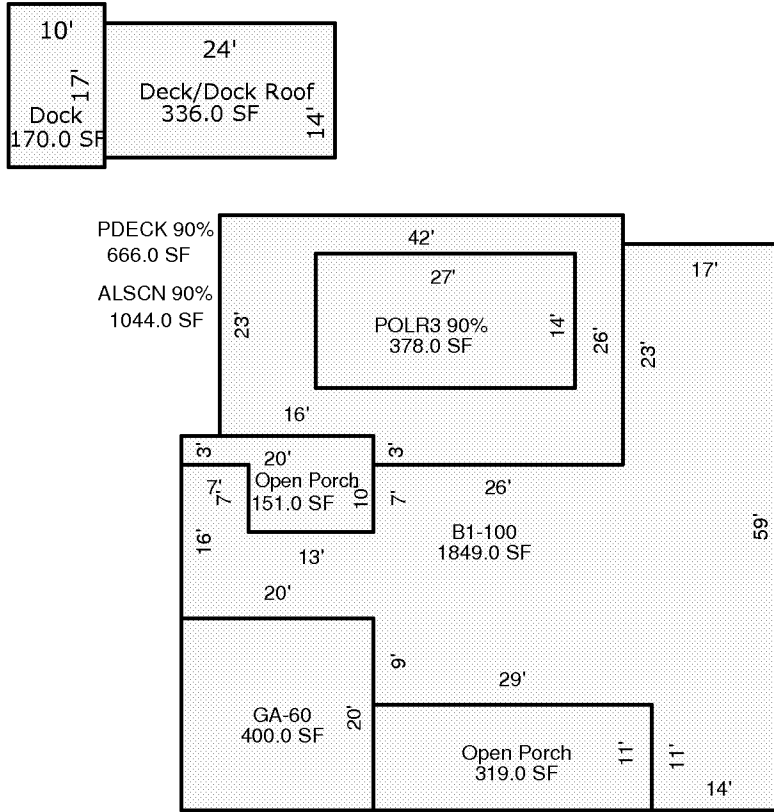 10'
24'
17'
Deck/Dock Roof
336.0 SF
14'
Dock
170.0 SF
PDECK 90%
666.0 SF
42'
17'
27'
ALSCN 90%
1044.0 SF
23'
POLR3 90%
378.0 SF
14'
26'
23'
16'
3'
20'
3'
7'
7'
Open Porch
151.0 SF
10'
7'
26'
16'
B1-100
1849.0 SF
59'
13'
20'
9'
29'
GA-60
400.0 SF
20'
Open Porch
319.0 SF
11'
11'
14'